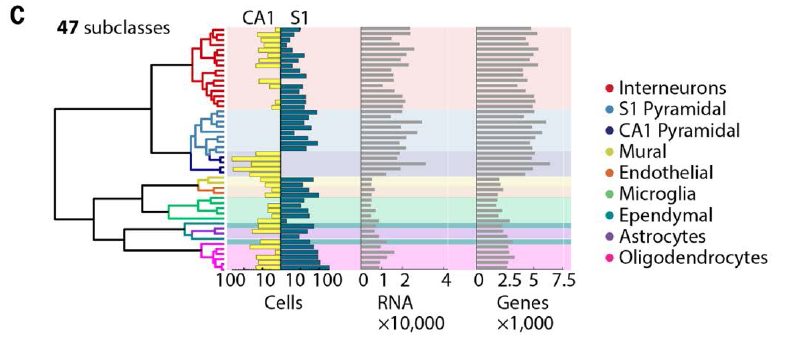 C
47 subclasses
CA1 S1
Interneurons
S1 Pyramidal
CA1 Pyramidal
Mural
Endothelial
Microglia
Ependymal
Astrocytes
Oligodendrocytes
100 10 10 100 0 1 2 4 0 2.5 5 7.5
Cells RNA Genes
×10,000 ×1,000